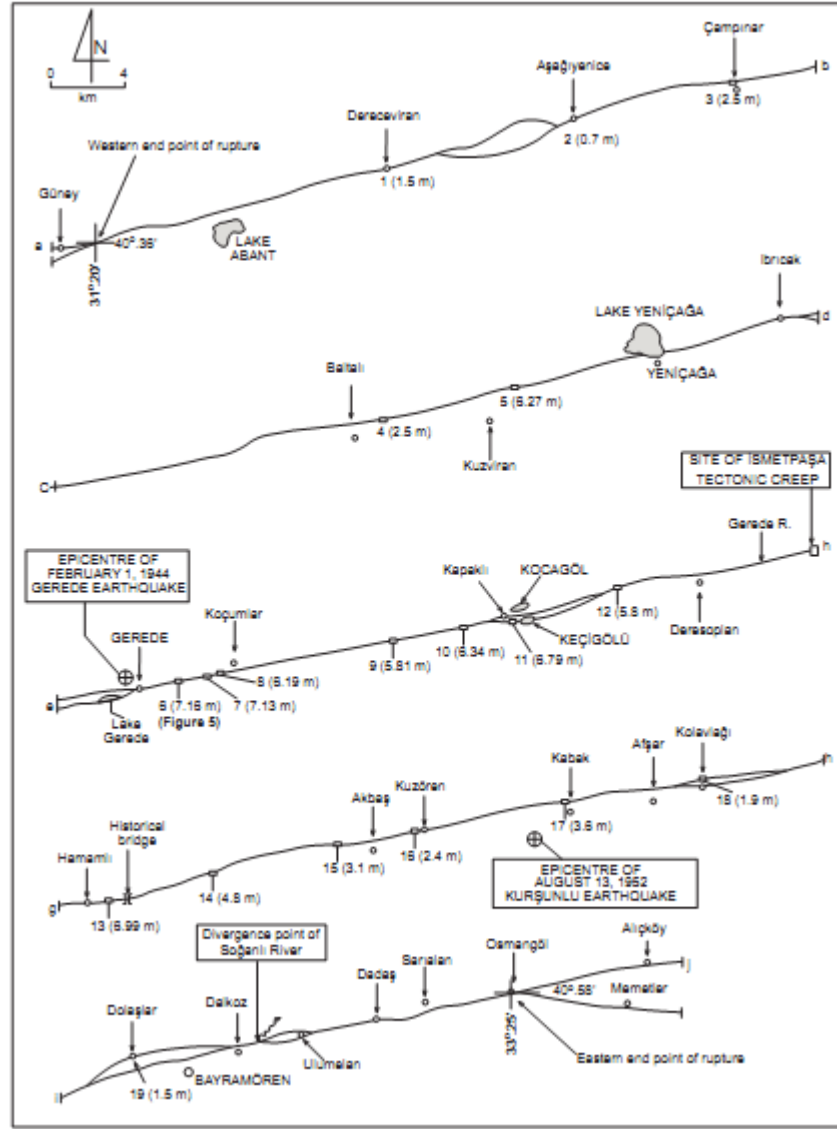 N
0 4
km
Çampınar
b
Aşağıyenice
3 (2.5 m)
Dereceviran
2 (0.7 m)
Western end point of rupture
1 (1.5 m)
Güney
a
40°.36'
LAKE
ABANT
31°.20'
Ibrıcak
LAKE YENİÇAĞA
d
Baltalı
YENİÇAĞA
5 (6.27 m)
4 (2.5 m)
Kuzviran
C
SITE OF İSMETPAŞA
TECTONIC CREEP
Gerede R.
h
EPICENTRE OF
FEBRUARY 1, 1944
GEREDE EARTHQUAKE
Kapaklı
KOCAGÖL
Koçumlar
GEREDE
12 (5.8 m)
Deresoplan
KEÇİGÖLÜ
10 (6.34 m)
11 (6.79 m)
9 (5.81 m)
8 (6.19 m)
e
6 (7.16 m)
7 (7.13 m)
(Figure 5)
Lake
Gerede
Kolavlağı
Afşar
h
Kabak
Kuzören
Akbaş
18 (1.9 m)
17 (3.6 m)
Historical
bridge
Hamamlı
16 (2.4 m)
15 (3.1 m)
EPICENTRE OF
AUGUST 13, 1952
KURŞUNLU EARTHQUAKE
14 (4.8 m)
g
13 (6.99 m)
Divergence point of
Soğanlı River
Alıçköy
Osmangöl
Sarıalan
j
Dadaş
40°.58'
Memetler
Dalkoz
Dolaşlar
33°.25'
Ulumelan
Eastern end point of rupture
BAYRAMÖREN
19 (1.5 m)
i